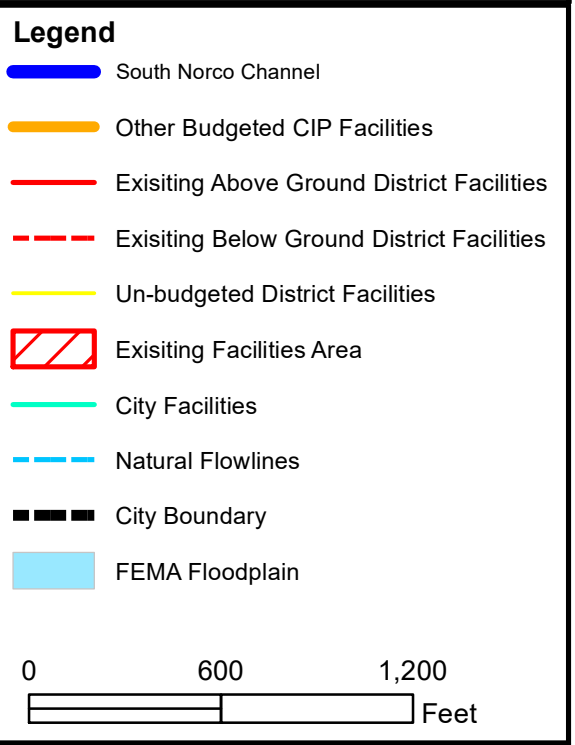 Legend
South Norco Channel
Other Budgeted CIP Facilities
Exisiting Above Ground District Facilities
Exisiting Below Ground District Facilities
Un-budgeted District Facilities
Exisiting Facilities Area
City Facilities
Natural Flowlines
City Boundary
FEMA Floodplain
0 600 1,200
Feet